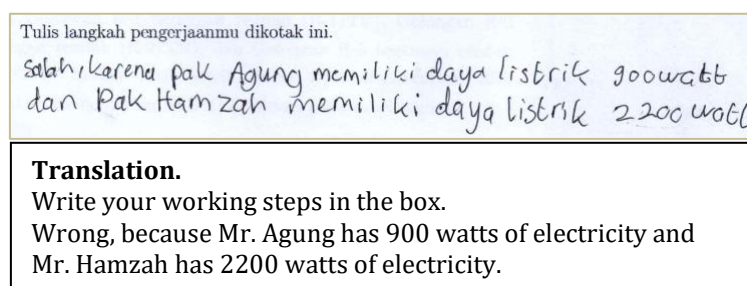 Tulis langkah pengerjaanmu dikotak ini.
Salah, karena pak Agung memiliki daya listrik 900watt
dan Pak Hamzah memiliki daya listrik 2200 watt
Translation.
Write your working steps in the box.
Wrong, because Mr. Agung has 900 watts of electricity and
Mr. Hamzah has 2200 watts of electricity.